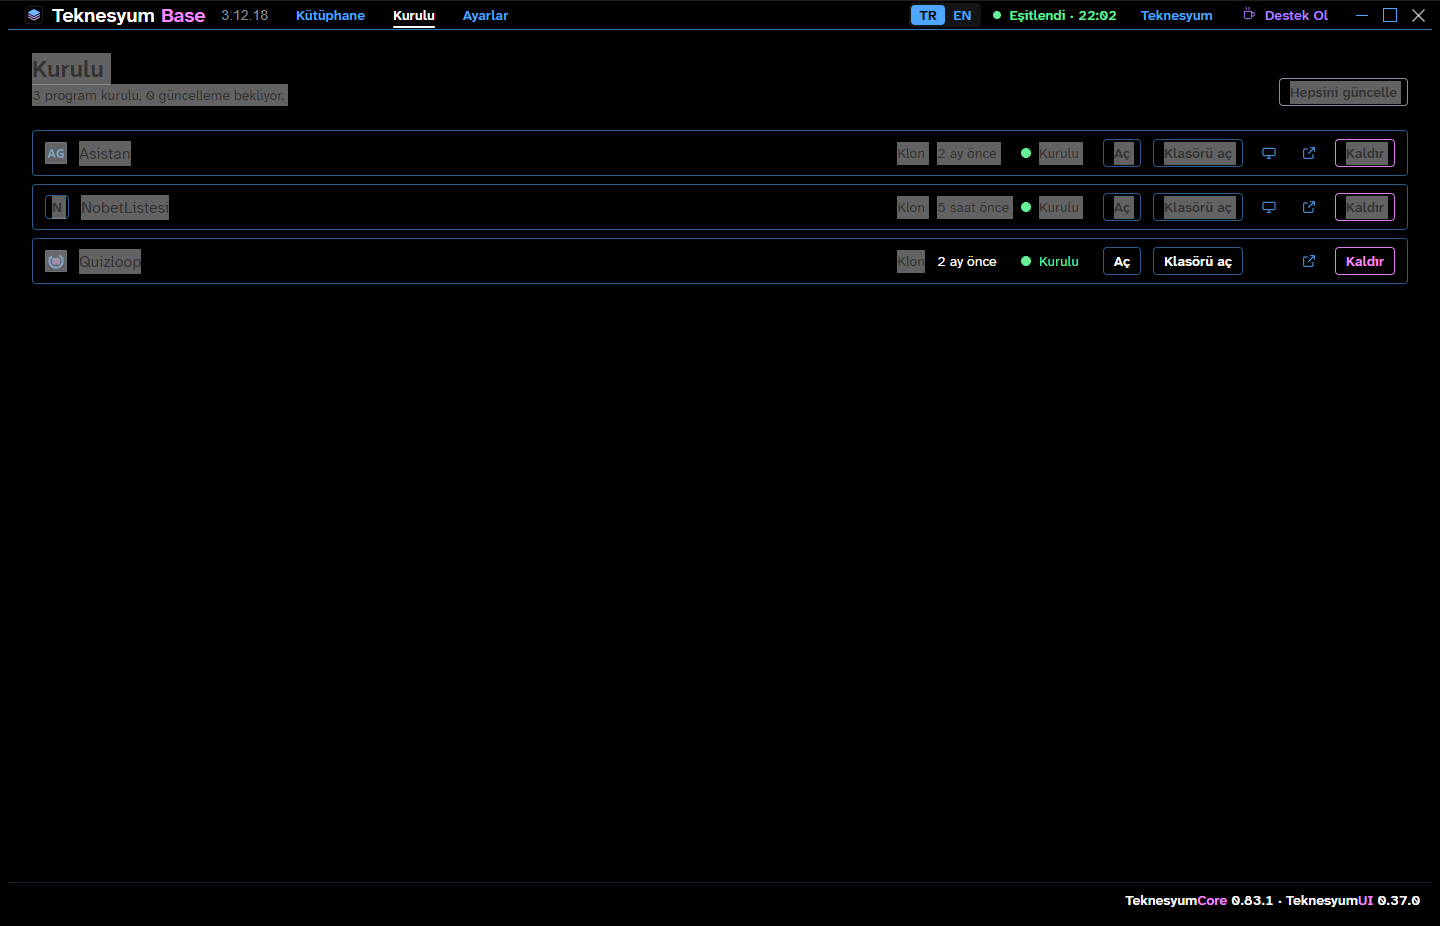 Teknesyum Base 3.12.18 Kütüphane Kurulu Ayarlar TR EN Eşitlendi · 22:02 Teknesyum Destek Ol
Kurulu
3 program kurulu, 0 güncelleme bekliyor.
Hepsini güncelle
AG Asistan Klon 2 ay önce Kurulu Aç Klasörü aç Kaldır
N NobetListesi Klon 5 saat önce Kurulu Aç Klasörü aç Kaldır
Quizloop Klon 2 ay önce Kurulu Aç Klasörü aç Kaldır
TeknesyumCore 0.83.1 · TeknesyumUI 0.37.0